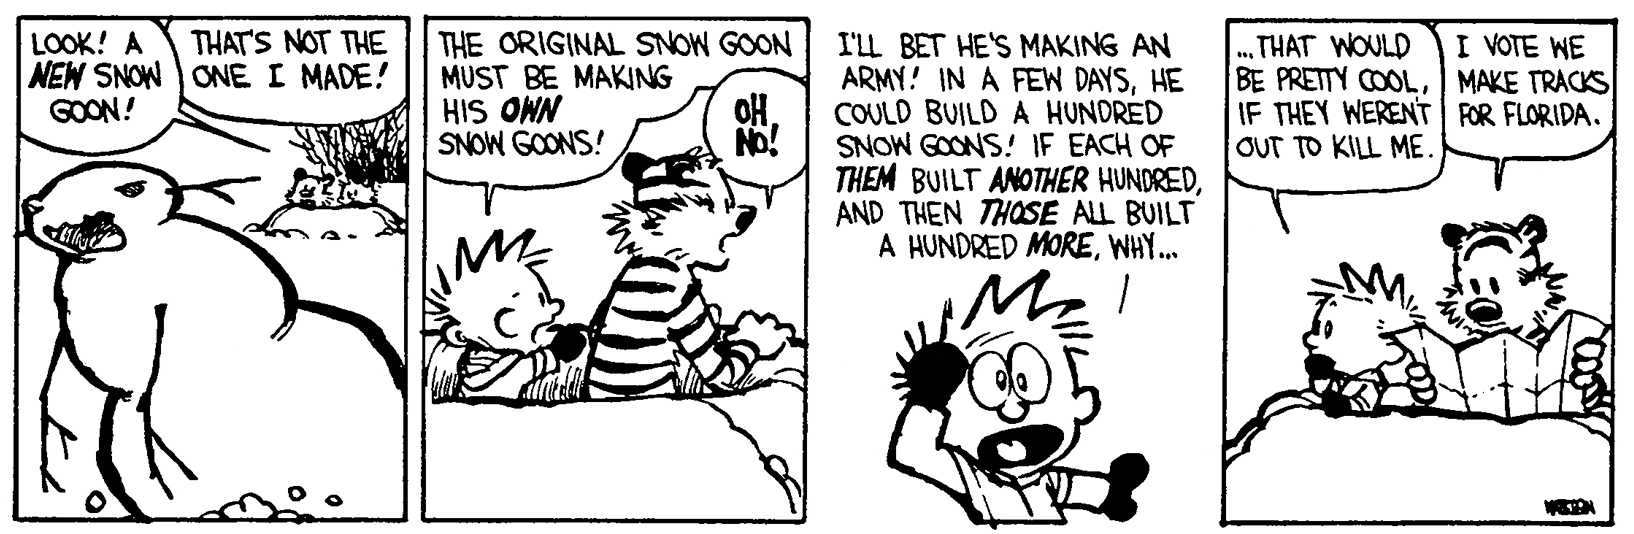 LOOK! A
NEW SNOW
GOON!
THAT'S NOT THE
ONE I MADE!
THE ORIGINAL SNOW GOON
MUST BE MAKING
HIS OWN
SNOW GOONS!
OH
NO!
I'LL BET HE'S MAKING AN
ARMY! IN A FEW DAYS, HE
COULD BUILD A HUNDRED
SNOW GOONS! IF EACH OF
THEM BUILT ANOTHER HUNDRED,
AND THEN THOSE ALL BUILT
A HUNDRED MORE, WHY...
...THAT WOULD
BE PRETTY COOL,
IF THEY WEREN'T
OUT TO KILL ME.
I VOTE WE
MAKE TRACKS
FOR FLORIDA.